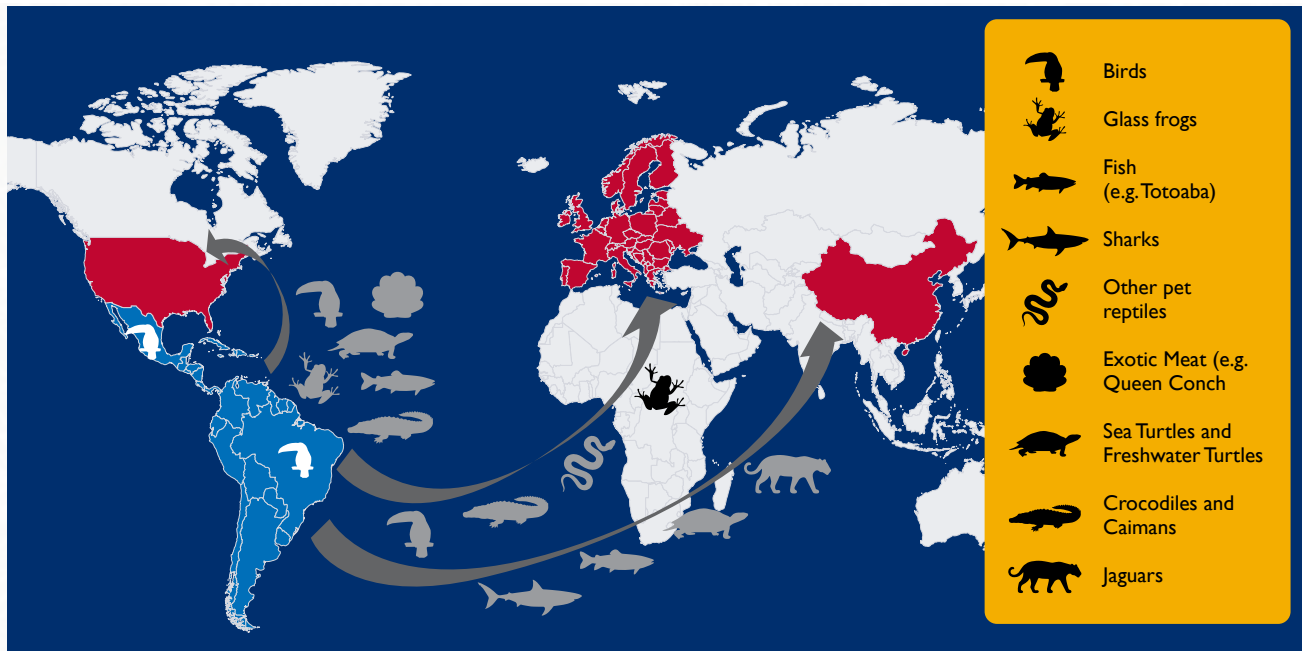 Birds
Glass frogs
Fish
(e.g. Totoaba)
Sharks
Other pet
reptiles
Exotic Meat (e.g.
Queen Conch
Sea Turtles and
Freshwater Turtles
Crocodiles and
Caimans
Jaguars